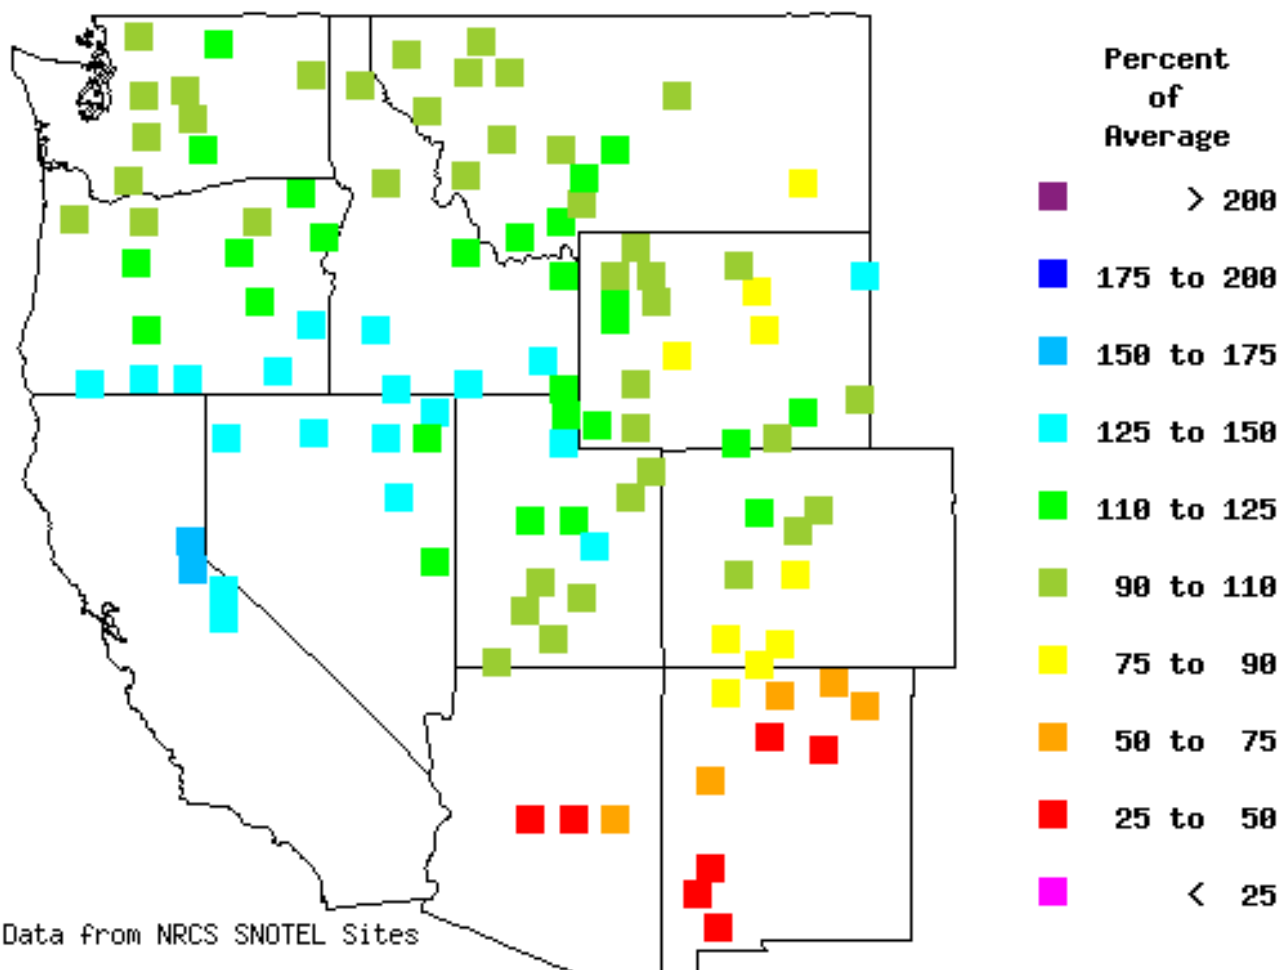 Percent
of
Average
> 200
175 to 200
150 to 175
125 to 150
110 to 125
90 to 110
75 to 90
50 to 75
25 to 50
< 25
Data from NRCS SNOTEL Sites